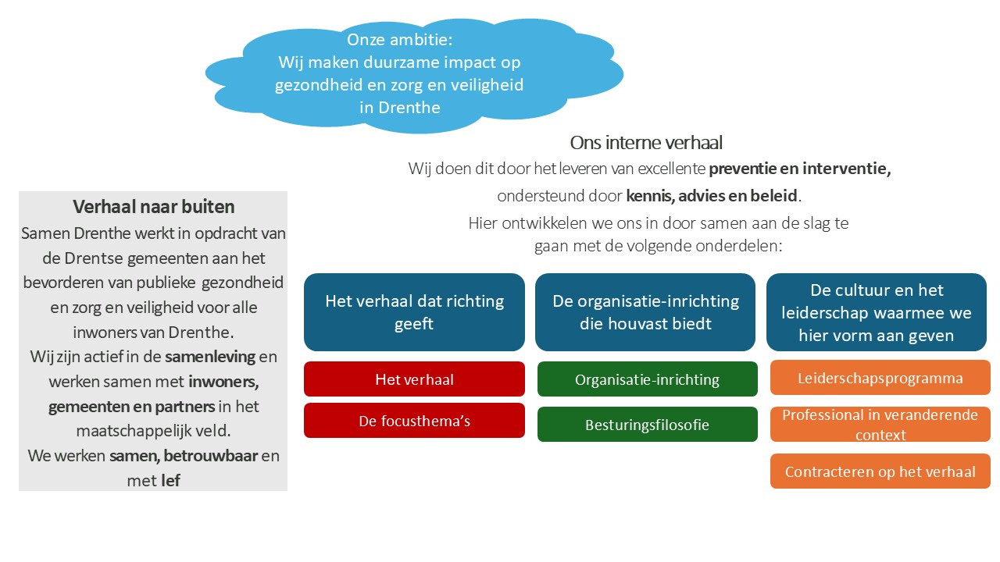 Onze ambitie:
Wij maken duurzame impact op
gezondheid en zorg en veiligheid
in Drenthe
Ons interne verhaal
Wij doen dit door het leveren van excellente preventie en interventie,
ondersteund door kennis, advies en beleid.
Hier ontwikkelen we ons in door samen aan de slag te
gaan met de volgende onderdelen:
Verhaal naar buiten
Samen Drenthe werkt in opdracht van
de Drentse gemeenten aan het
bevorderen van publieke gezondheid
en zorg en veiligheid voor alle
inwoners van Drenthe.
Wij zijn actief in de samenleving en
werken samen met inwoners,
gemeenten en partners in het
maatschappelijk veld.
We werken samen, betrouwbaar en
met lef
Het verhaal dat richting
geeft
Het verhaal
De focusthema’s
De organisatie-inrichting
die houvast biedt
Organisatie-inrichting
Besturingsfilosofie
De cultuur en het
leiderschap waarmee we
hier vorm aan geven
Leiderschapsprogramma
Professional in veranderende
context
Contracteren op het verhaal